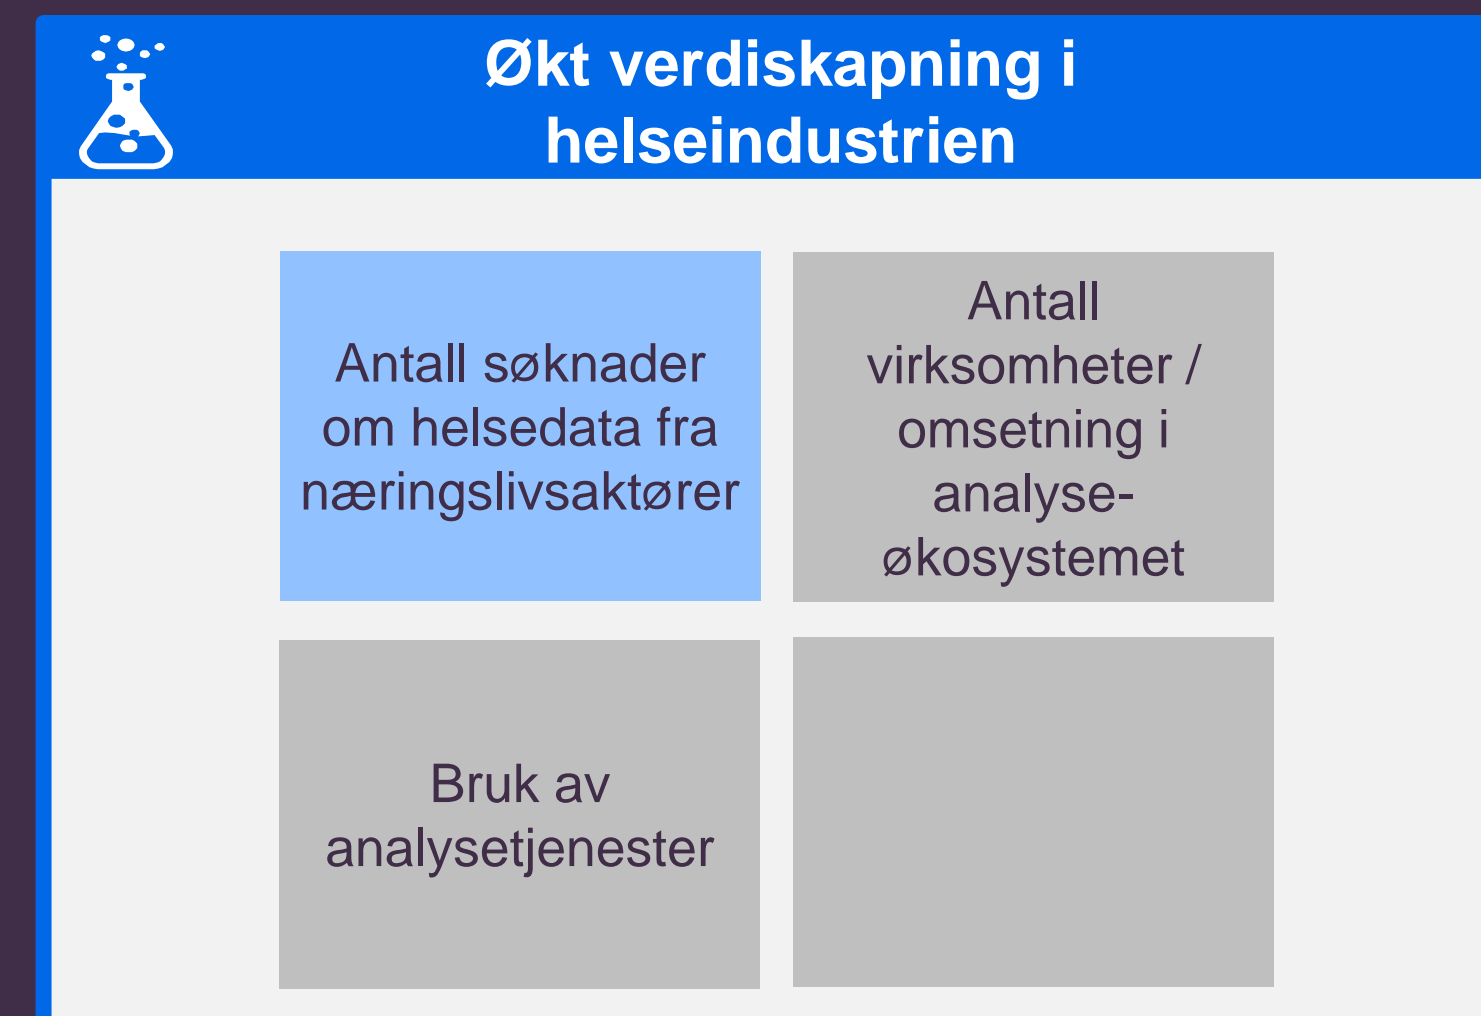 Økt verdiskapning i
helseindustrien
Antall søknader
om helsedata fra
næringslivsaktører
Antall
virksomheter /
omsetning i
analyse-
økosystemet
Bruk av
analysetjenester